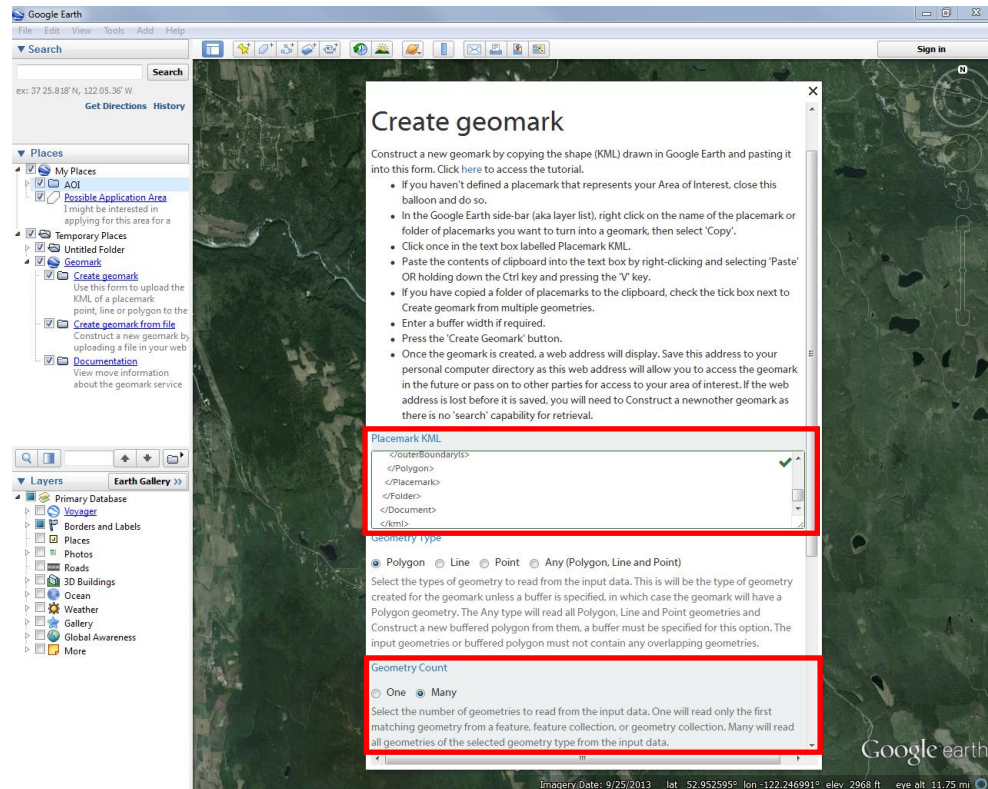 Google Earth
File Edit View Tools Add Help
Search
Sign in
Search
ex: 37 25.818' N, 122 05.36' W
Get Directions History
Places
My Places
AOI
Possible Application Area
I might be interested in
applying for this area for a
Temporary Places
Untitled Folder
Geomark
Create geomark
Use this form to upload the
KML of a placemark
point, line or polygon to the
Create geomark from file
Construct a new geomark by
uploading a file in your web
Documentation
View move information
about the geomark service
Layers
Earth Gallery »
Primary Database
Voyager
Borders and Labels
Places
Photos
Roads
3D Buildings
Ocean
Weather
Gallery
Global Awareness
More
N
Create geomark
Construct a new geomark by copying the shape (KML) drawn in Google Earth and pasting it
into this form. Click here to access the tutorial.
• If you haven't defined a placemark that represents your Area of Interest, close this
balloon and do so.
• In the Google Earth side-bar (aka layer list), right click on the name of the placemark or
folder of placemarks you want to turn into a geomark, then select 'Copy'.
• Click once in the text box labelled Placemark KML.
• Paste the contents of clipboard into the text box by right-clicking and selecting 'Paste'
OR holding down the Ctrl key and pressing the 'V' key.
• If you have copied a folder of placemarks to the clipboard, check the tick box next to
Create geomark from multiple geometries.
• Enter a buffer width if required.
• Press the 'Create Geomark' button.
• Once the geomark is created, a web address will display. Save this address to your
personal computer directory as this web address will allow you to access the geomark
in the future or pass on to other parties for access to your area of interest. If the web
address is lost before it is saved, you will need to Construct a newnother geomark as
there is no 'search' capability for retrieval.
Placemark KML
</outerBoundaryIs>
</Polygon>
</Placemark>
</Folder>
</Document>
</kml>
Geometry Type
Polygon Line Point Any (Polygon, Line and Point)
Select the types of geometry to read from the input data. This is will be the type of geometry
created for the geomark unless a buffer is specified, in which case the geomark will have a
Polygon geometry. The Any type will read all Polygon, Line and Point geometries and
Construct a new buffered polygon from them, a buffer must be specified for this option. The
input geometries or buffered polygon must not contain any overlapping geometries.
Geometry Count
One Many
Select the number of geometries to read from the input data. One will read only the first
matching geometry from a feature, feature collection, or geometry collection. Many will read
all geometries of the selected geometry type from the input data.
Google earth
Imagery Date: 9/25/2013 lat 52.952595° lon -122.246991° elev 2968 ft eye alt 11.75 mi